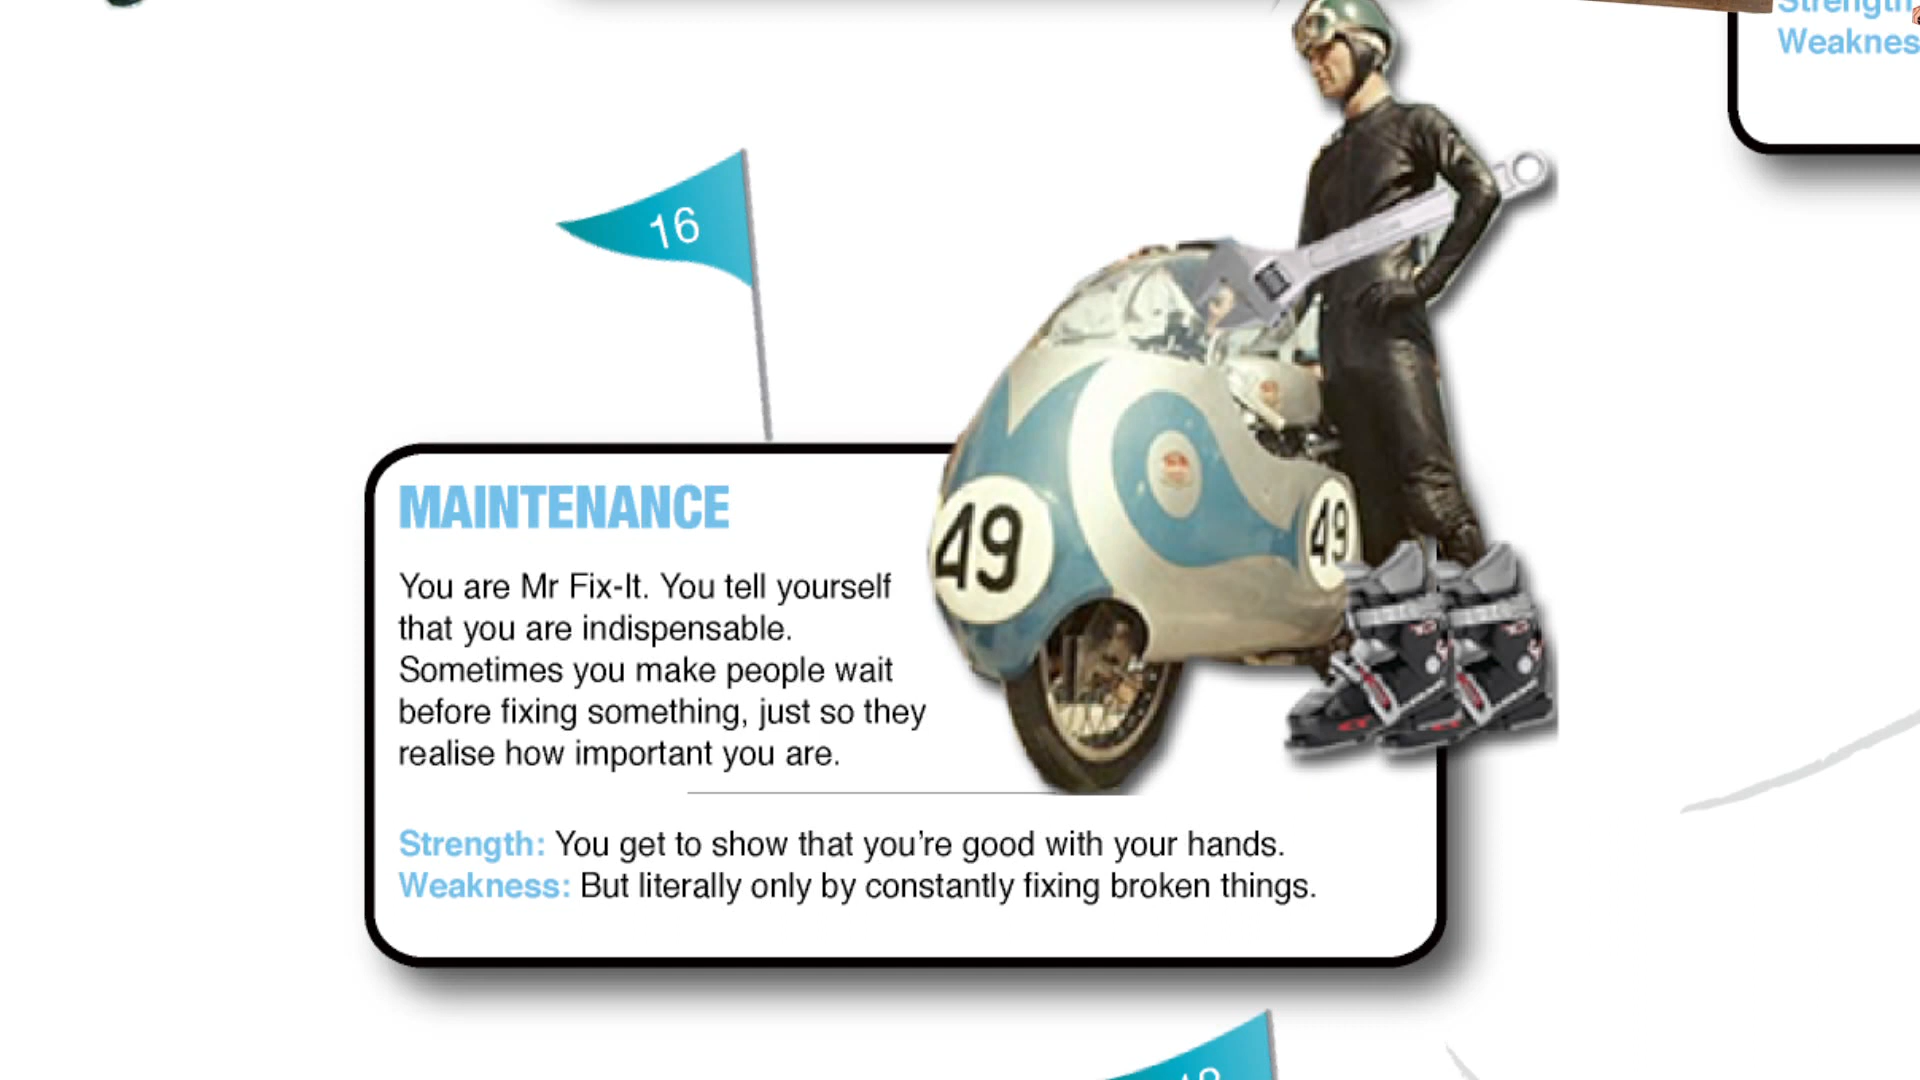 Strength
Weaknes
16
MAINTENANCE
49
49
You are Mr Fix-It. You tell yourself
that you are indispensable.
Sometimes you make people wait
before fixing something, just so they
realise how important you are.
Strength: You get to show that you're good with your hands.
Weakness: But literally only by constantly fixing broken things.